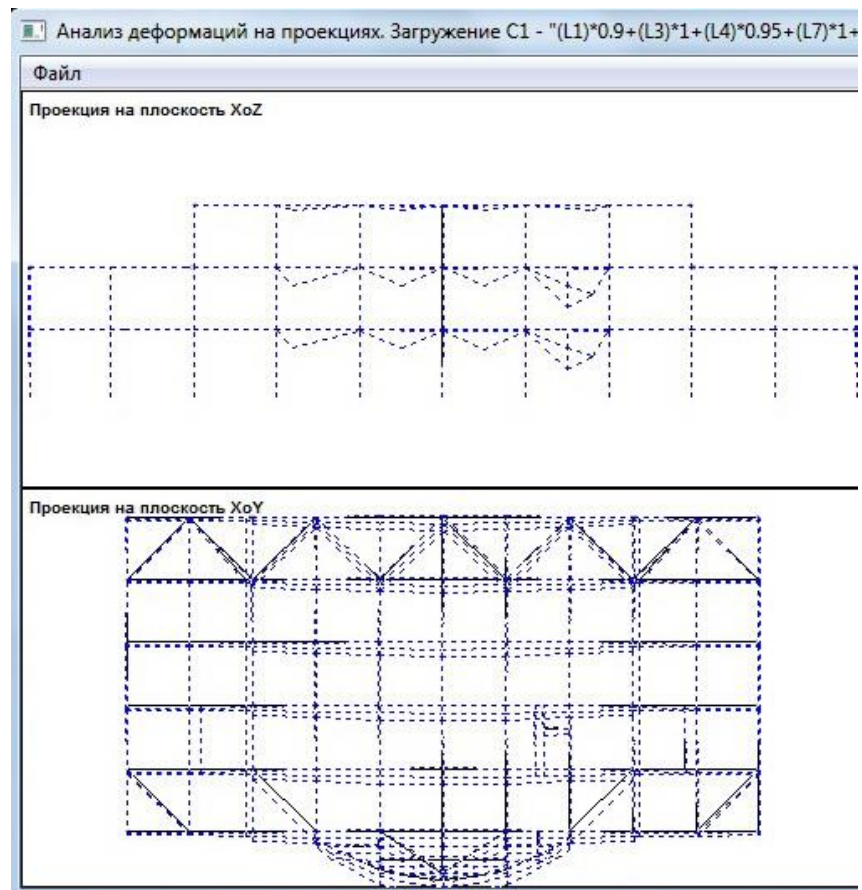 Анализ деформаций на проекциях. Загружение C1 - "(L1)*0.9+(L3)*1+(L4)*0.95+(L7)*1+
Файл
Проекция на плоскость XoZ
Проекция на плоскость XoY